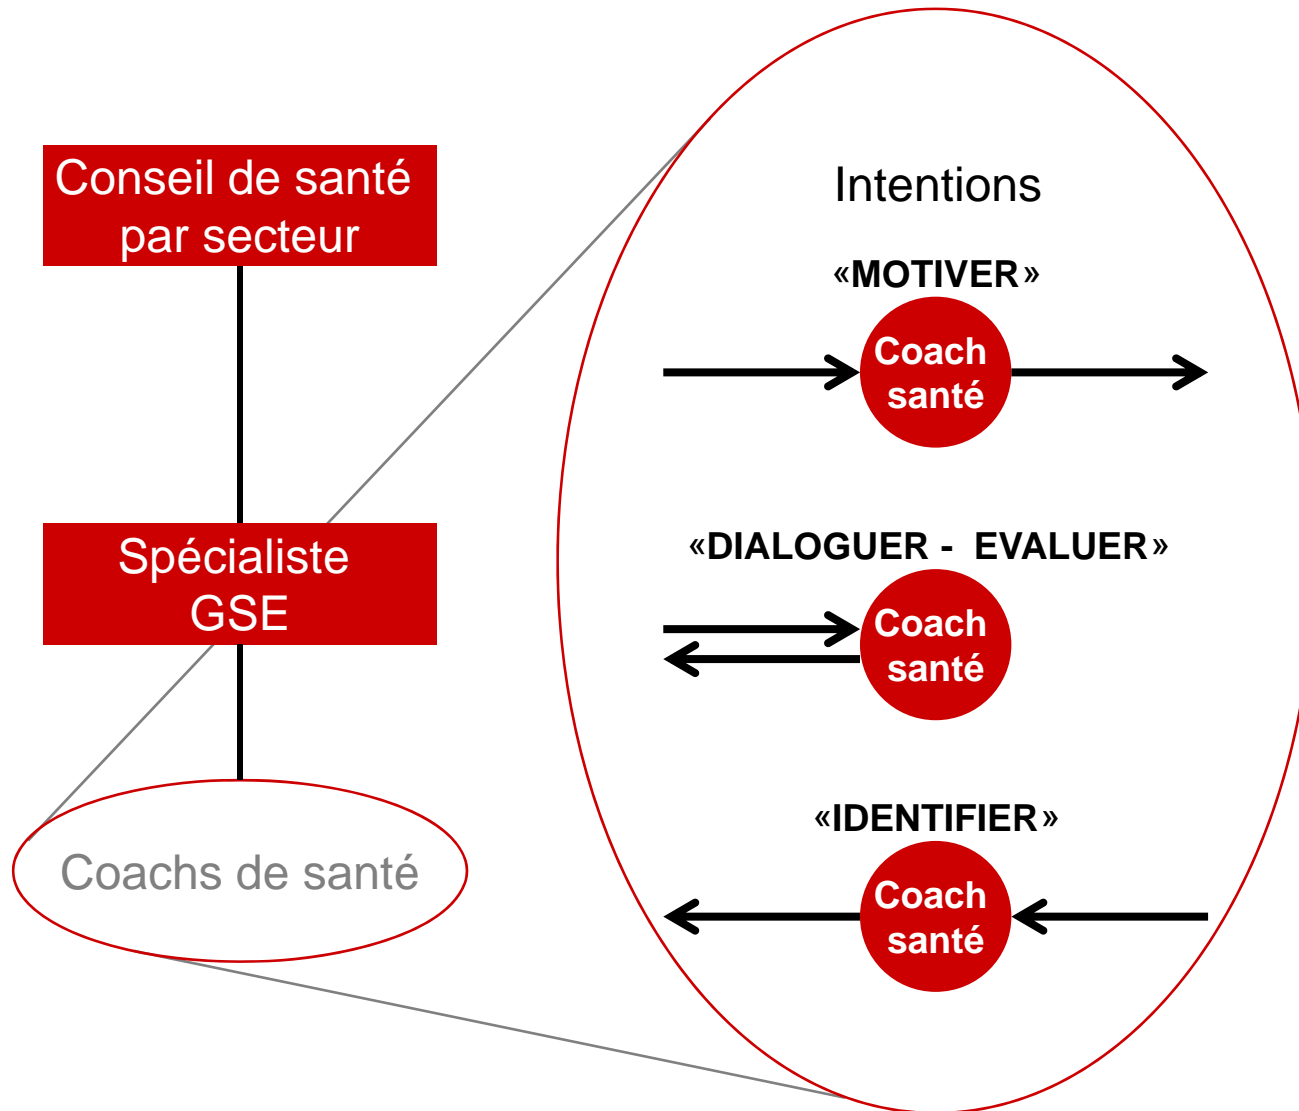 Conseil de santé
par secteur
Spécialiste
GSE
Coachs de santé
Intentions
«MOTIVER»
Coach
santé
«DIALOGUER - EVALUER»
Coach
santé
«IDENTIFIER»
Coach
santé